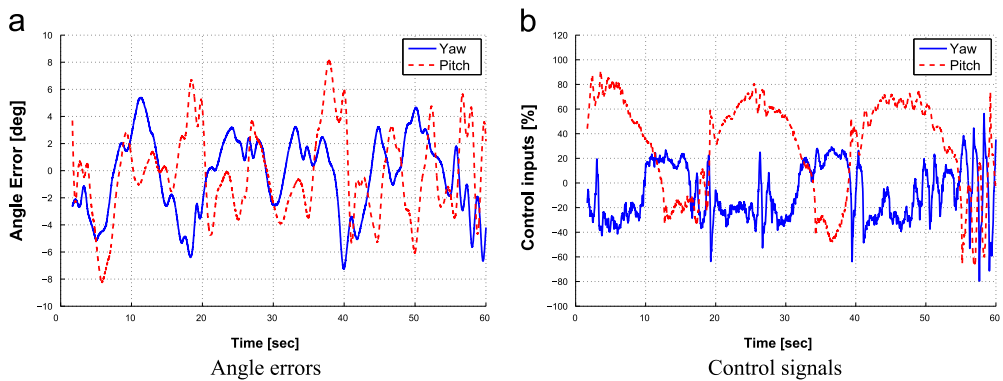 a
10
8
6
4
2
0
−2
−4
−6
−8
−10
0 10 20 30 40 50 60
Angle Error [deg]
Time [sec]
Yaw
Pitch
Angle errors
b
+120
+100
+80
+60
+40
+20
0
−20
−40
−60
−80
−100
0 10 20 30 40 50 60
Control inputs [%]
Time [sec]
Yaw
Pitch
Control signals